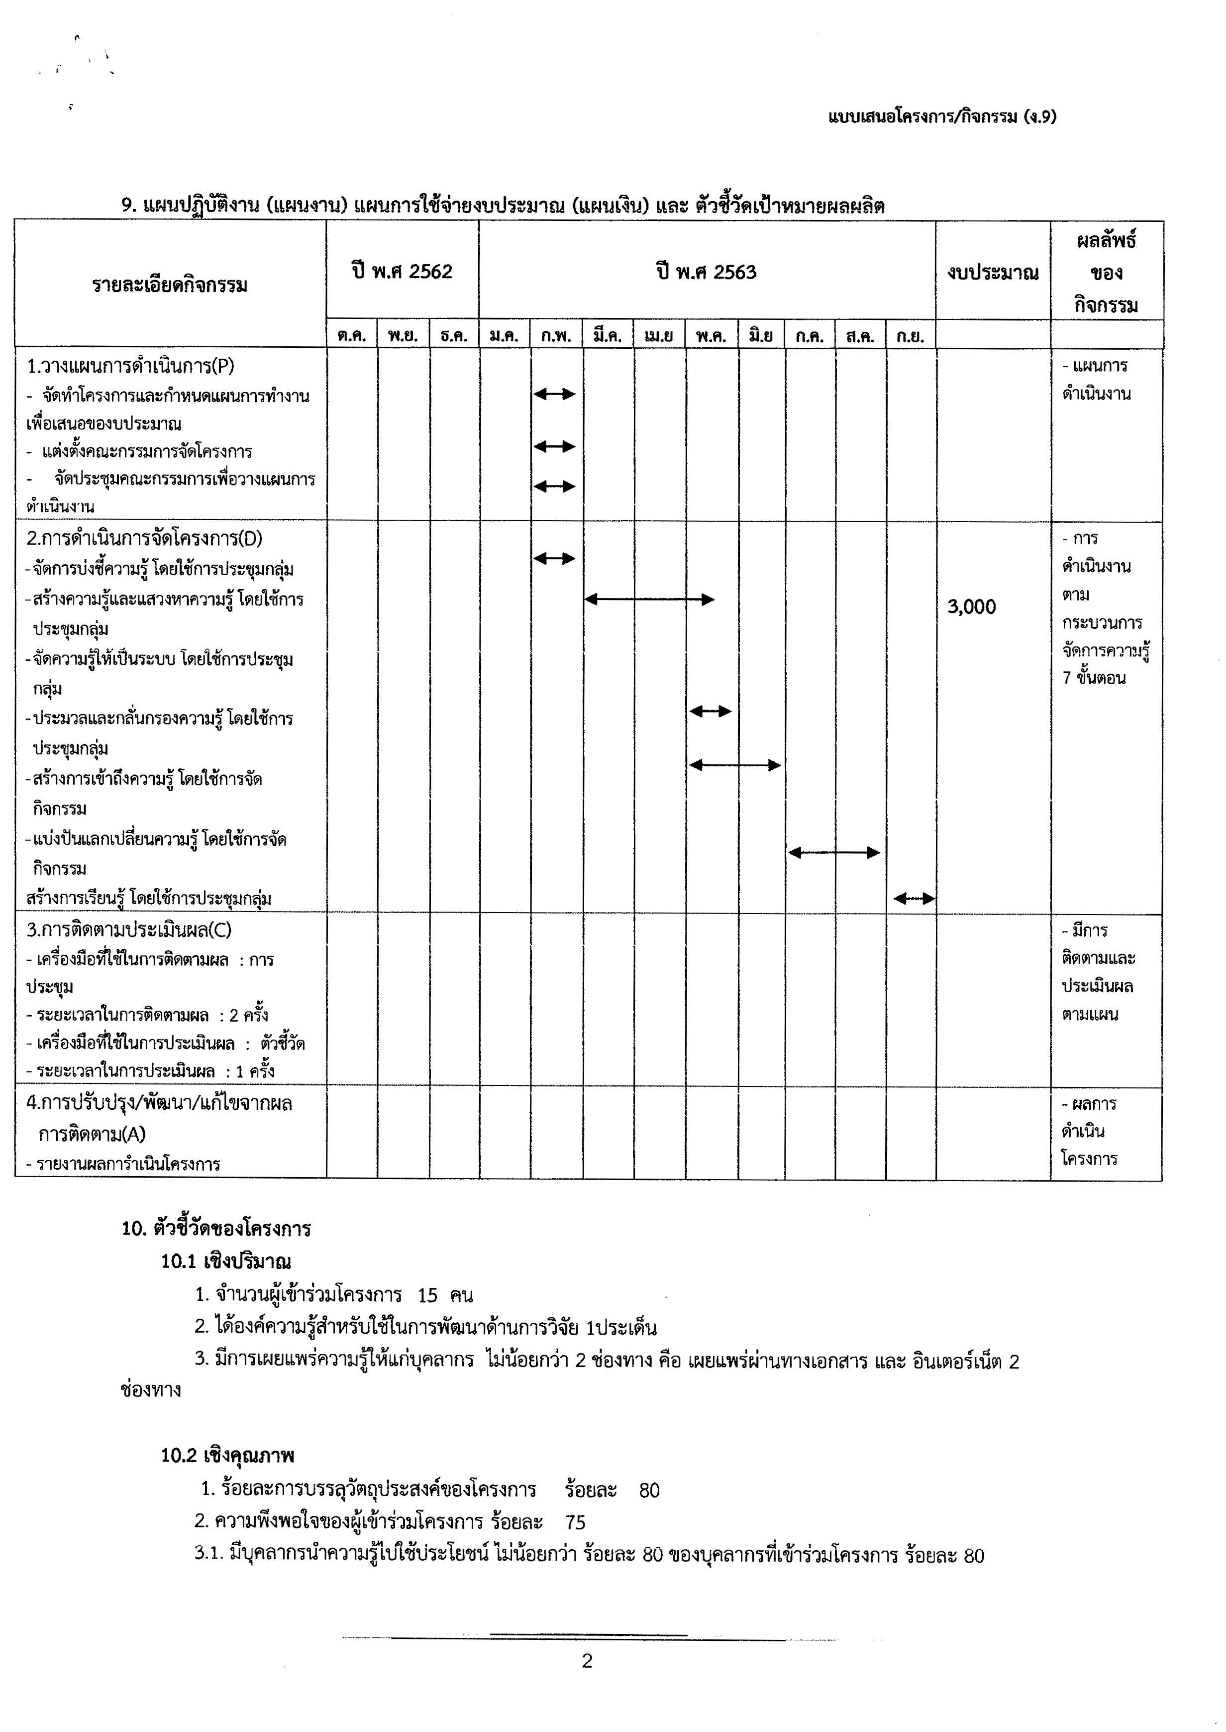 แบบเสนอโครงการ/กิจกรรม (ง.9)
9. แผนปฏิบัติงาน (แผนงาน) แผนการใช้จ่ายงบประมาณ (แผนเงิน) และ ตัวชี้วัดเป้าหมายผลผลิต
รายละเอียดกิจกรรม
ปี พ.ศ 2562
ปี พ.ศ 2563
งบประมาณ
ผลลัพธ์
ของ
กิจกรรม
ต.ค. พ.ย. ธ.ค. ม.ค. ก.พ. มี.ค. เม.ย พ.ค. มิ.ย ก.ค. ส.ค. ก.ย.
1.วางแผนการดำเนินการ(P)
- จัดทำโครงการและกำหนดแผนการทำงาน
เพื่อเสนอของบประมาณ
- แต่งตั้งคณะกรรมการจัดโครงการ
- จัดประชุมคณะกรรมการเพื่อวางแผนการ
ดำเนินงาน
- แผนการ
ดำเนินงาน
2.การดำเนินการจัดโครงการ(D)
-จัดการบ่งชี้ความรู้ โดยใช้การประชุมกลุ่ม
-สร้างความรู้และแสวงหาความรู้ โดยใช้การ
ประชุมกลุ่ม
-จัดความรู้ให้เป็นระบบ โดยใช้การประชุม
กลุ่ม
-ประมวลและกลั่นกรองความรู้ โดยใช้การ
ประชุมกลุ่ม
-สร้างการเข้าถึงความรู้ โดยใช้การจัด
กิจกรรม
-แบ่งปันแลกเปลี่ยนความรู้ โดยใช้การจัด
กิจกรรม
สร้างการเรียนรู้ โดยใช้การประชุมกลุ่ม
3,000
- การ
ดำเนินงาน
ตาม
กระบวนการ
จัดการความรู้
7 ขั้นตอน
3.การติดตามประเมินผล(C)
- เครื่องมือที่ใช้ในการติดตามผล : การ
ประชุม
- ระยะเวลาในการติดตามผล : 2 ครั้ง
- เครื่องมือที่ใช้ในการประเมินผล : ตัวชี้วัด
- ระยะเวลาในการประเมินผล : 1 ครั้ง
- มีการ
ติดตามและ
ประเมินผล
ตามแผน
4.การปรับปรุง/พัฒนา/แก้ไขจากผล
การติดตาม(A)
- รายงานผลการำเนินโครงการ
- ผลการ
ดำเนิน
โครงการ
10. ตัวชี้วัดของโครงการ
10.1 เชิงปริมาณ
1. จำนวนผู้เข้าร่วมโครงการ 15 คน
2. ได้องค์ความรู้สำหรับใช้ในการพัฒนาด้านการวิจัย 1ประเด็น
3. มีการเผยแพร่ความรู้ให้แก่บุคลากร ไม่น้อยกว่า 2 ช่องทาง คือ เผยแพร่ผ่านทางเอกสาร และ อินเตอร์เน็ต 2
ช่องทาง
10.2 เชิงคุณภาพ
1. ร้อยละการบรรลุวัตถุประสงค์ของโครงการ ร้อยละ 80
2. ความพึงพอใจของผู้เข้าร่วมโครงการ ร้อยละ 75
3.1. มีบุคลากรนำความรู้ไปใช้ประโยชน์ ไม่น้อยกว่า ร้อยละ 80 ของบุคลากรที่เข้าร่วมโครงการ ร้อยละ 80
2